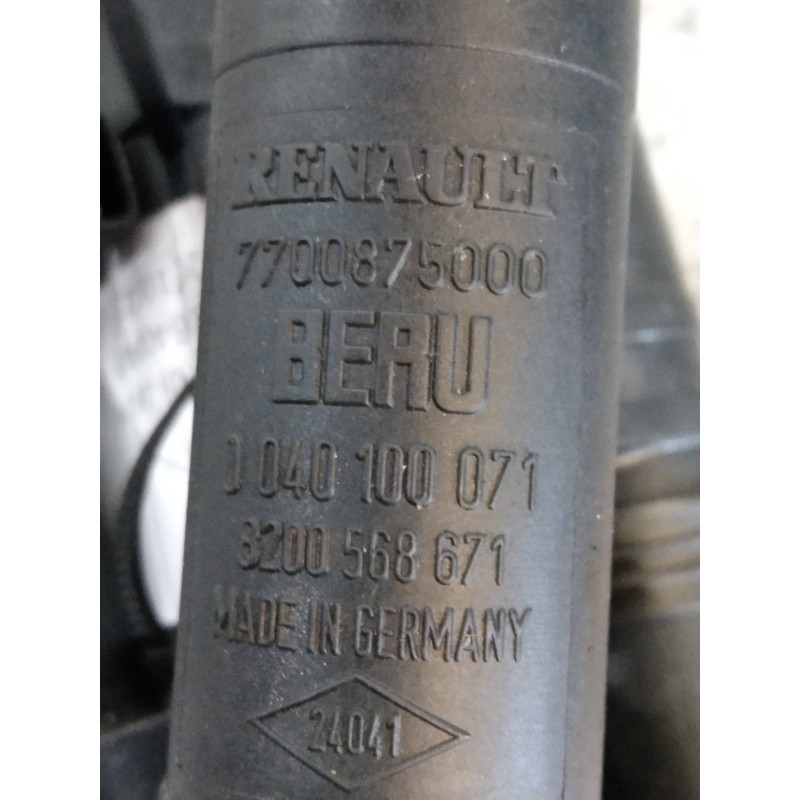 RENAULT
7700875000
BERU
0 040 100 071
8200 568 671
MADE IN GERMANY
24041